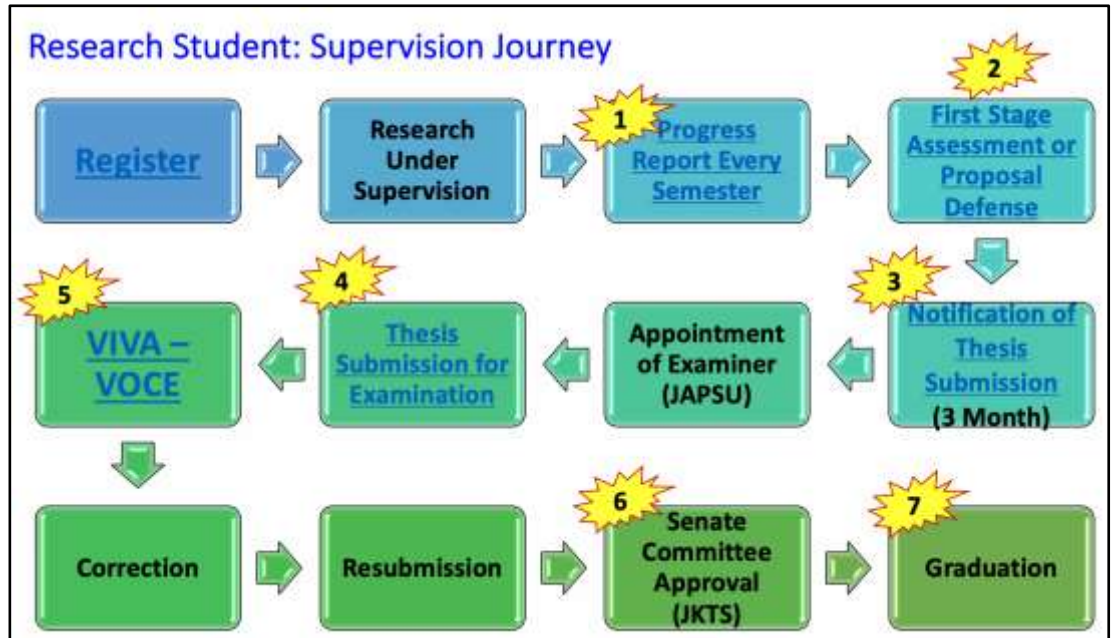 Research Student: Supervision Journey
Register
Research
Under
Supervision
1
Progress
Report Every
Semester
2
First Stage
Assessment or
Proposal
Defense
3
Notification of
Thesis
Submission
(3 Month)
Appointment
of Examiner
(JAPSU)
4
Thesis
Submission for
Examination
5
VIVA –
VOCE
Correction
Resubmission
6
Senate
Committee
Approval
(JKTS)
7
Graduation